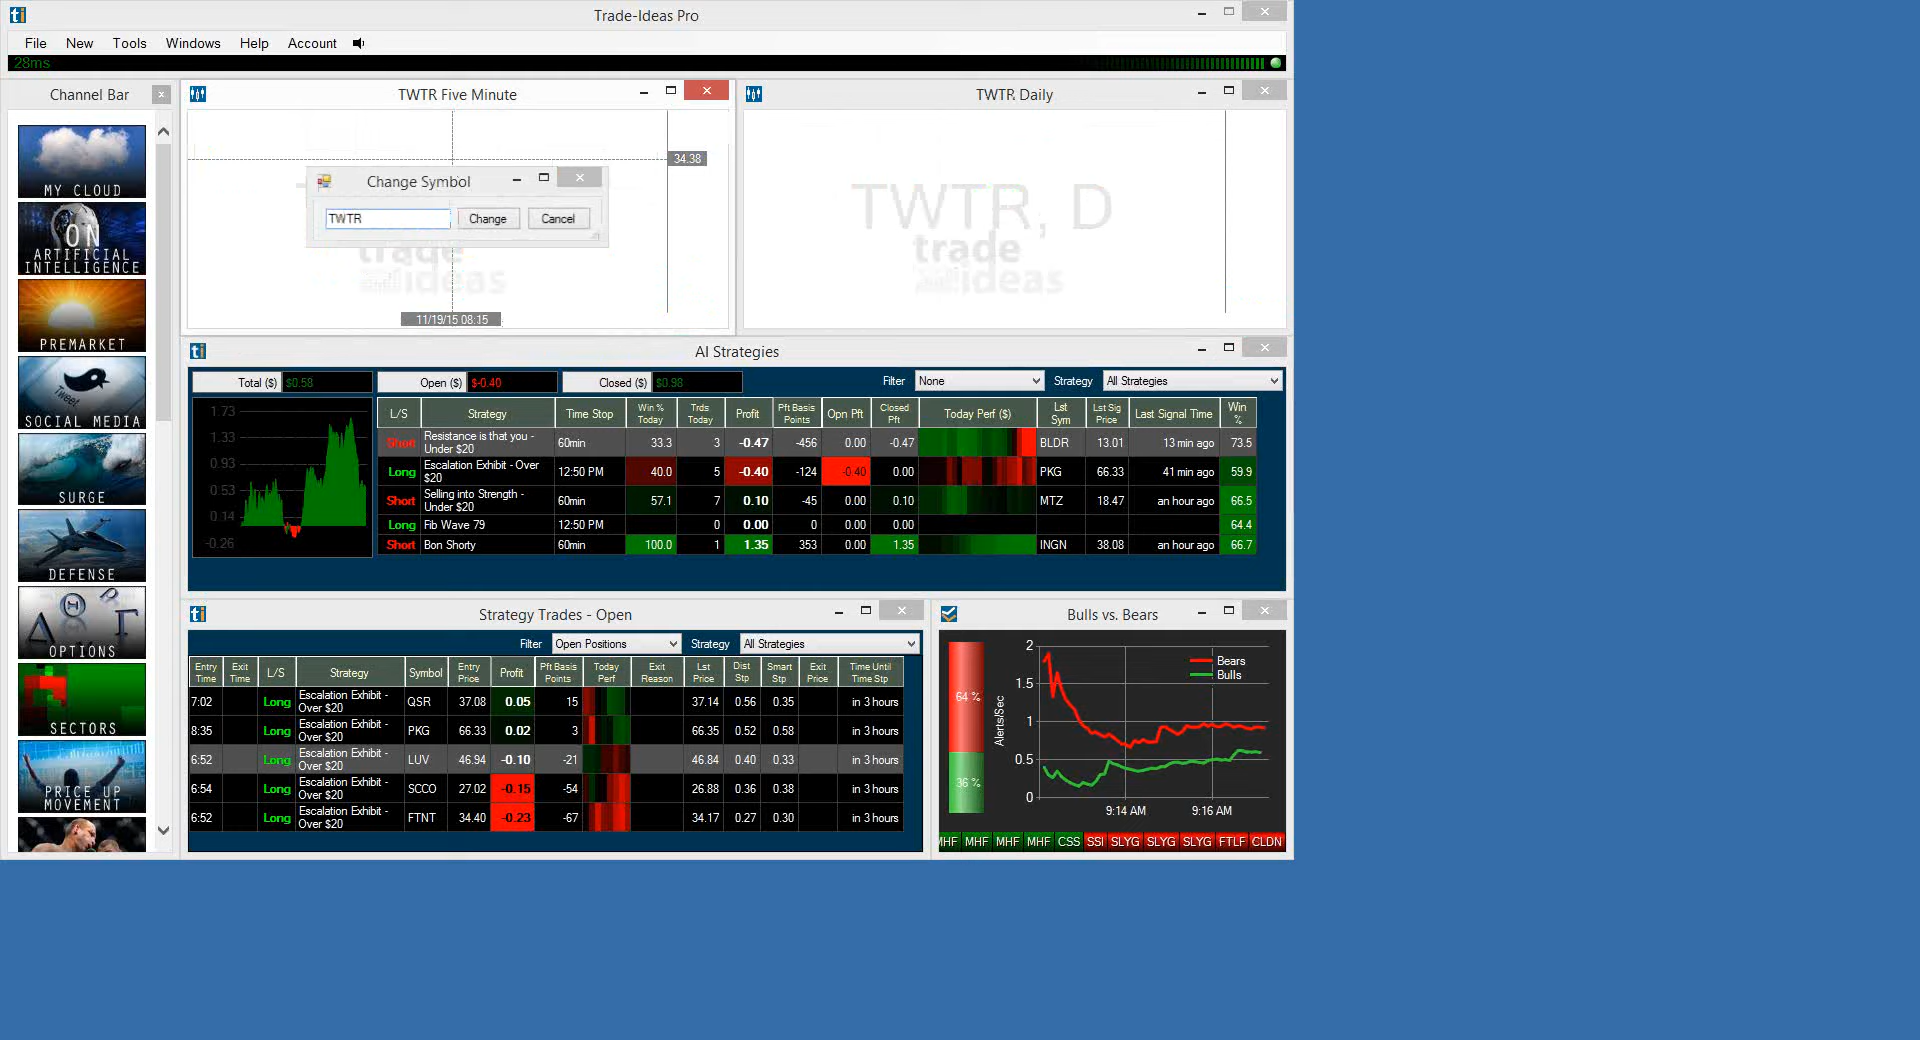 Trade-Ideas Pro
File New Tools Windows Help Account
28ms
Channel Bar
MY CLOUD
ON
ARTIFICIAL
INTELLIGENCE
PREMARKET
Tweet
SOCIAL MEDIA
SURGE
DEFENSE
OPTIONS
SECTORS
PRICE UP
MOVEMENT
TWTR Five Minute
34.38
Change Symbol
TWTR Change Cancel
trade
ideas
11/19/15 08:15
TWTR Daily
TWTR, D
trade
ideas
AI Strategies
Total ($) $0.58 Open ($) $-0.40 Closed ($) $0.98 Filter None Strategy All Strategies
1.73
1.33
0.93
0.53
0.14
-0.26
L/S Strategy Time Stop Win % Today Trds Today Profit Pft Basis Points Opn Pft Closed Pft Today Perf ($) Lst Sym Lst Sig Price Last Signal Time Win %
Short Resistance is that you - Under $20 60min 33.3 3 -0.47 -456 0.00 -0.47 BLDR 13.01 13 min ago 73.5
Long Escalation Exhibit - Over $20 12:50 PM 40.0 5 -0.40 -124 -0.40 0.00 PKG 66.33 41 min ago 59.9
Short Selling into Strength - Under $20 60min 57.1 7 0.10 -45 0.00 0.10 MTZ 18.47 an hour ago 66.5
Long Fib Wave 79 12:50 PM 0 0.00 0 0.00 0.00 64.4
Short Bon Shorty 60min 100.0 1 1.35 353 0.00 1.35 INGN 38.08 an hour ago 66.7
Strategy Trades - Open
Filter Open Positions Strategy All Strategies
Entry Time Exit Time L/S Strategy Symbol Entry Price Profit Pft Basis Points Today Perf Exit Reason Lst Price Dist Stp Smart Stp Exit Price Time Until Time Stp
7:02 Long Escalation Exhibit - Over $20 QSR 37.08 0.05 15 37.14 0.56 0.35 in 3 hours
8:35 Long Escalation Exhibit - Over $20 PKG 66.33 0.02 3 66.35 0.52 0.58 in 3 hours
6:52 Long Escalation Exhibit - Over $20 LUV 46.94 -0.10 -21 46.84 0.40 0.33 in 3 hours
6:54 Long Escalation Exhibit - Over $20 SCCO 27.02 -0.15 -54 26.88 0.36 0.38 in 3 hours
6:52 Long Escalation Exhibit - Over $20 FTNT 34.40 -0.23 -67 34.17 0.27 0.30 in 3 hours
Bulls vs. Bears
64 %
36 %
Alerts/Sec
2
1.5
1
0.5
0
Bears
Bulls
9:14 AM 9:16 AM
MHF MHF MHF CSS SSI SLYG SLYG SLYG FTLF CLDN